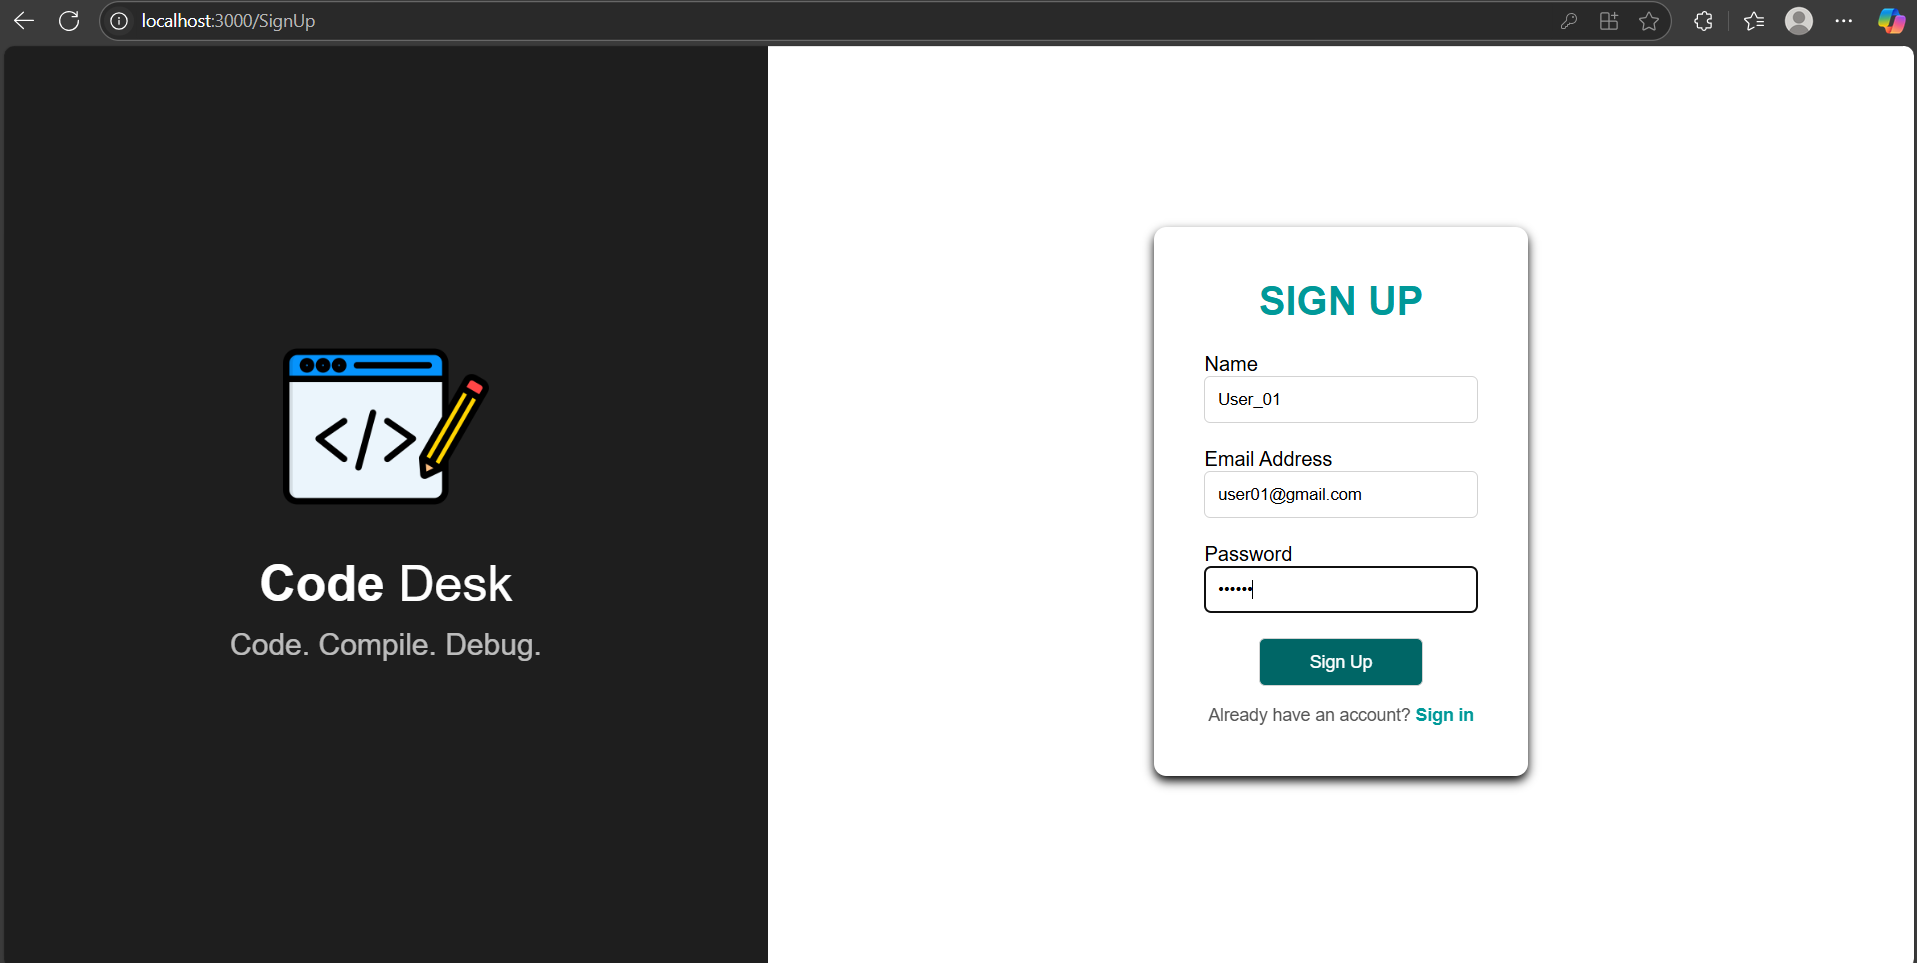 localhost:3000/SignUp
</>
Code Desk
Code. Compile. Debug.
SIGN UP
Name
User_01
Email Address
user01@gmail.com
Password
••••••
Sign Up
Already have an account? Sign in